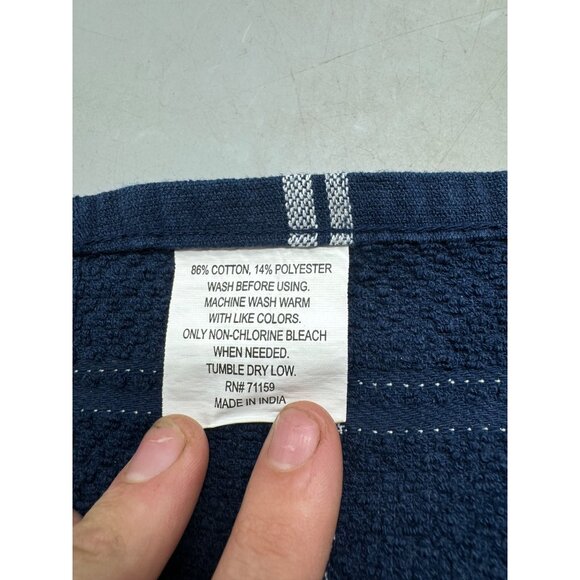 86% COTTON, 14% POLYESTER
WASH BEFORE USING.
MACHINE WASH WARM
WITH LIKE COLORS.
ONLY NON-CHLORINE BLEACH
WHEN NEEDED.
TUMBLE DRY LOW.
RN# 71159
MADE IN INDIA